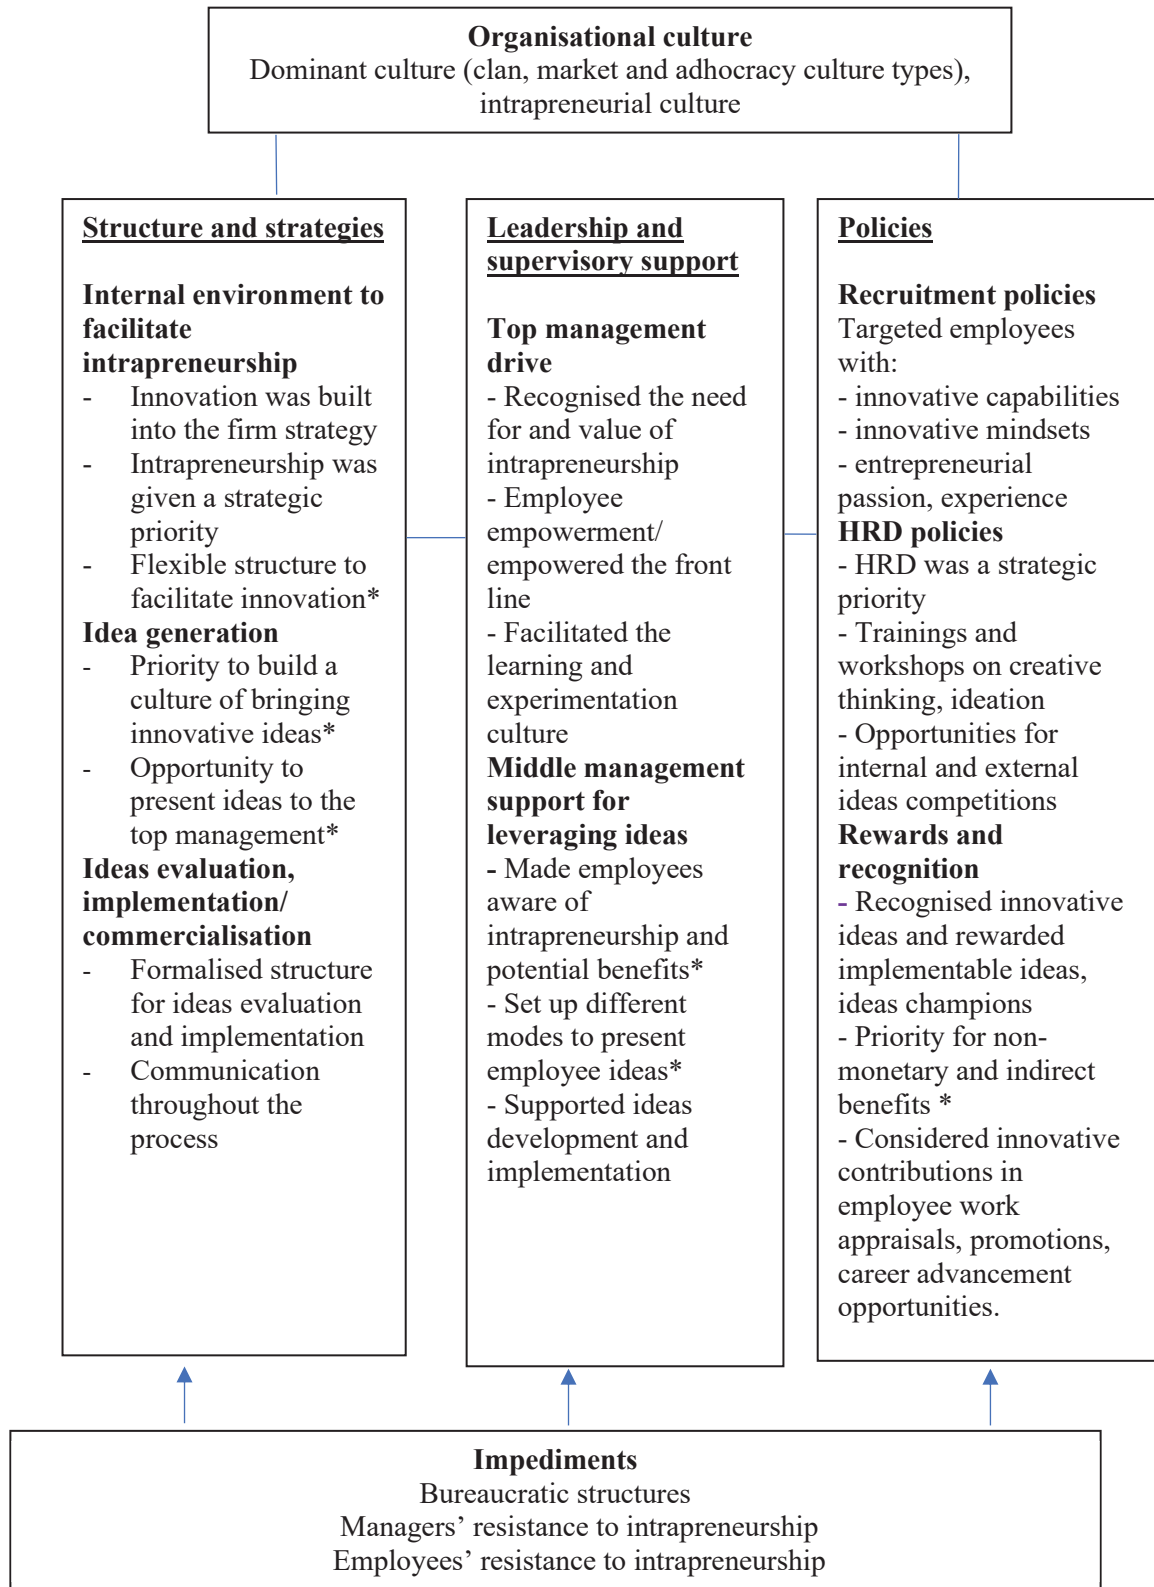 Organisational culture
Dominant culture (clan, market and adhocracy culture types),
intrapreneurial culture
Structure and strategies
Internal environment to
facilitate
intrapreneurship
- Innovation was built
into the firm strategy
- Intrapreneurship was
given a strategic
priority
- Flexible structure to
facilitate innovation*
Idea generation
- Priority to build a
culture of bringing
innovative ideas*
- Opportunity to
present ideas to the
top management*
Ideas evaluation,
implementation/
commercialisation
- Formalised structure
for ideas evaluation
and implementation
- Communication
throughout the
process
Leadership and
supervisory support
Top management
drive
- Recognised the need
for and value of
intrapreneurship
- Employee
empowerment/
empowered the front
line
- Facilitated the
learning and
experimentation
culture
Middle management
support for
leveraging ideas
- Made employees
aware of
intrapreneurship and
potential benefits*
- Set up different
modes to present
employee ideas*
- Supported ideas
development and
implementation
Policies
Recruitment policies
Targeted employees
with:
- innovative capabilities
- innovative mindsets
- entrepreneurial
passion, experience
HRD policies
- HRD was a strategic
priority
- Trainings and
workshops on creative
thinking, ideation
- Opportunities for
internal and external
ideas competitions
Rewards and
recognition
- Recognised innovative
ideas and rewarded
implementable ideas,
ideas champions
- Priority for non-
monetary and indirect
benefits *
- Considered innovative
contributions in
employee work
appraisals, promotions,
career advancement
opportunities.
Impediments
Bureaucratic structures
Managers’ resistance to intrapreneurship
Employees’ resistance to intrapreneurship